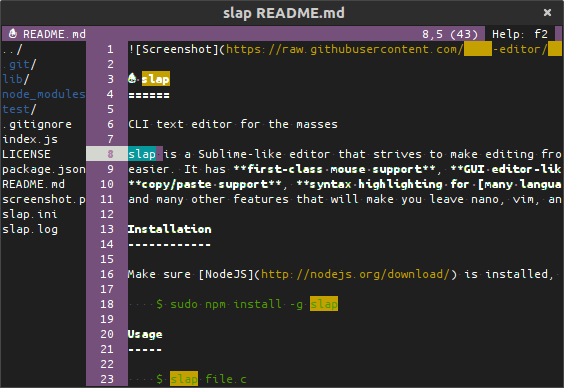 slap README.md
README.md 8,5 (43) Help: f2
../
.git/
lib/
node_modules
test/
.gitignore
index.js
LICENSE
package.json
README.md
screenshot.p
slap.ini
slap.log
1 ![Screenshot](https://raw.githubusercontent.com/ -editor/
2
3 slap
4 ======
5
6 CLI text editor for the masses
7
8 slap is a Sublime-like editor that strives to make editing fro
9 easier. It has **first-class mouse support**, **GUI editor-lik
10 **copy/paste support**, **syntax highlighting for [many langua
11 and many other features that will make you leave nano, vim, an
12
13 Installation
14 ------------
15
16 Make sure [NodeJS](http://nodejs.org/download/) is installed,
17
18 ····$ sudo npm install -g slap
19
20 Usage
21 -----
22
23 ····$ slap file.c